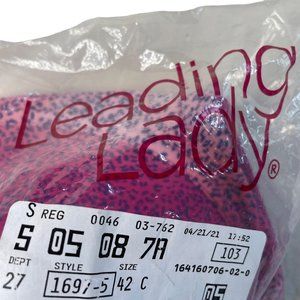 Leading
Lady®
S REG 0046 03-762 04/21/21 17:52
S 05 08 7A 103
DEPT STYLE SIZE 164160706-02-0
27 169/-5 42 C